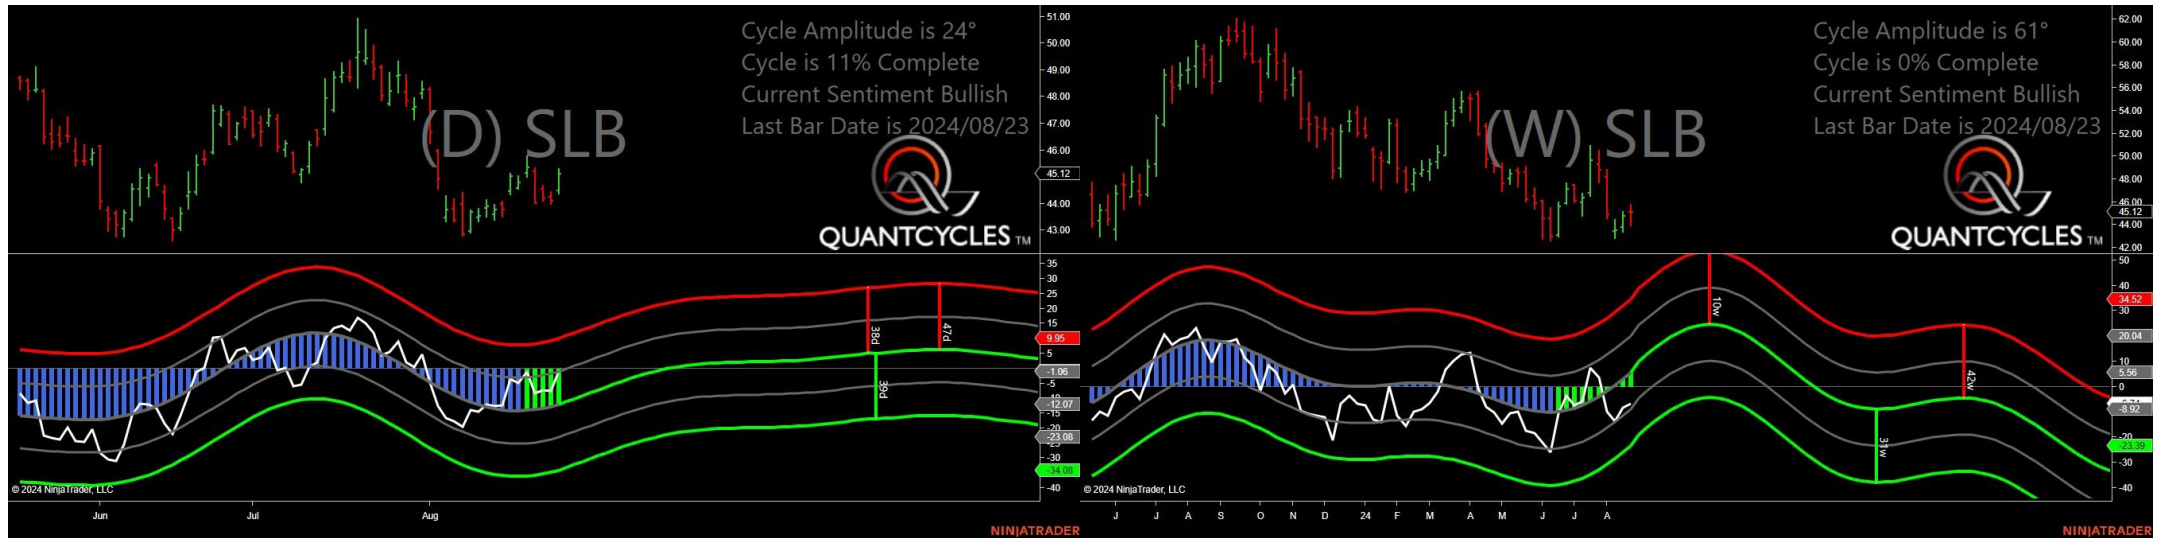 Cycle Amplitude is 24°
Cycle is 11% Complete
Current Sentiment Bullish
Last Bar Date is 2024/08/23
(D) SLB
QUANTCYCLES TM
51.00
50.00
49.00
48.00
47.00
46.00
45.12
44.00
43.00
35
30
25
20
15
9.95
5
-1.06
-5
-12.07
-15
-23.08
-30
-34.08
-40
38d
47d
39d
© 2024 NinjaTrader, LLC
Jun Jul Aug
NINJATRADER
Cycle Amplitude is 61°
Cycle is 0% Complete
Current Sentiment Bullish
Last Bar Date is 2024/08/23
(W) SLB
QUANTCYCLES TM
62.00
60.00
58.00
56.00
54.00
52.00
50.00
48.00
46.00
45.12
44.00
42.00
50
40
34.52
30
20.04
10
5.56
0
-8.92
-20
-23.39
-30
-40
10w
42w
31w
© 2024 NinjaTrader, LLC
J J A S O N D 24 F M A M J J A
NINJATRADER